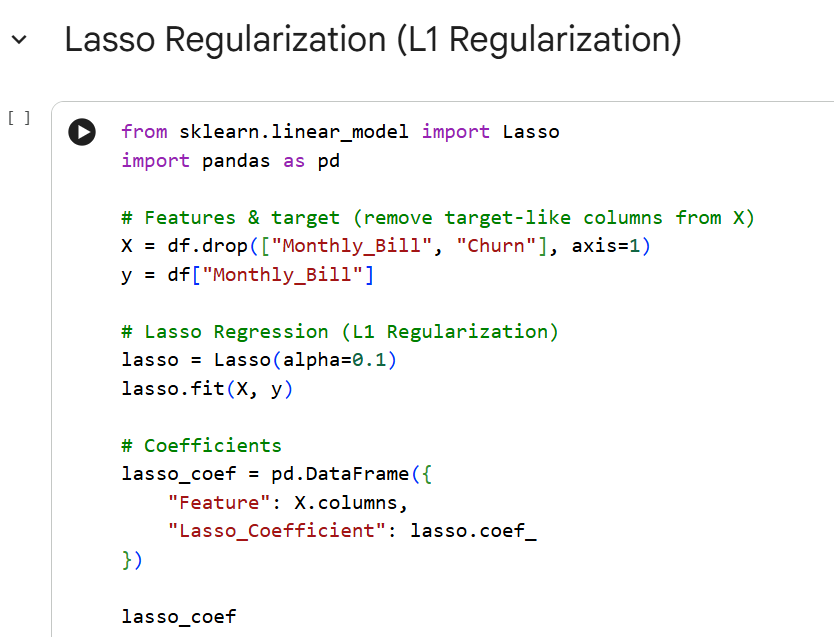 Lasso Regularization (L1 Regularization)
[ ]
from sklearn.linear_model import Lasso
import pandas as pd
# Features & target (remove target-like columns from X)
X = df.drop(["Monthly_Bill", "Churn"], axis=1)
y = df["Monthly_Bill"]
# Lasso Regression (L1 Regularization)
lasso = Lasso(alpha=0.1)
lasso.fit(X, y)
# Coefficients
lasso_coef = pd.DataFrame({
    "Feature": X.columns,
    "Lasso_Coefficient": lasso.coef_
})
lasso_coef